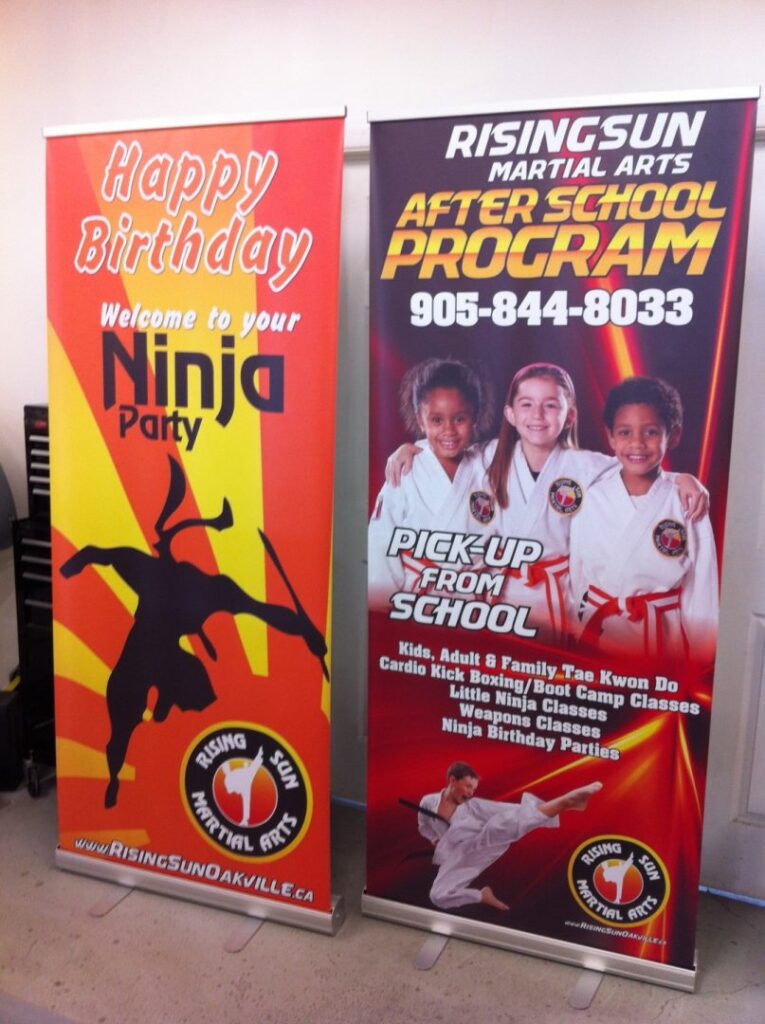 Happy
Birthday
Welcome to your
Ninja
Party
RISING SUN
MARTIAL ARTS
www.RisingSunOakville.ca
RISINGSUN
MARTIAL ARTS
AFTER SCHOOL
PROGRAM
905-844-8033
PICK-UP
FROM
SCHOOL
Kids, Adult & Family Tae Kwon Do
Cardio Kick Boxing/Boot Camp Classes
Little Ninja Classes
Weapons Classes
Ninja Birthday Parties
RISING SUN
MARTIAL ARTS
www.RisingSunOakville.ca